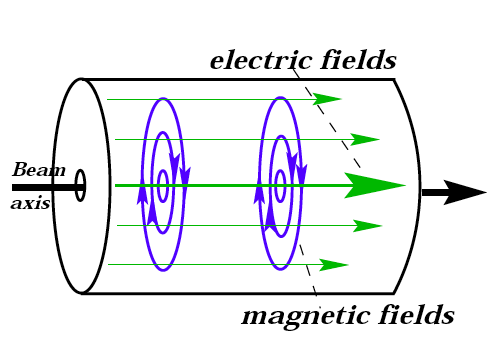 electric fields
Beam
axis
magnetic fields